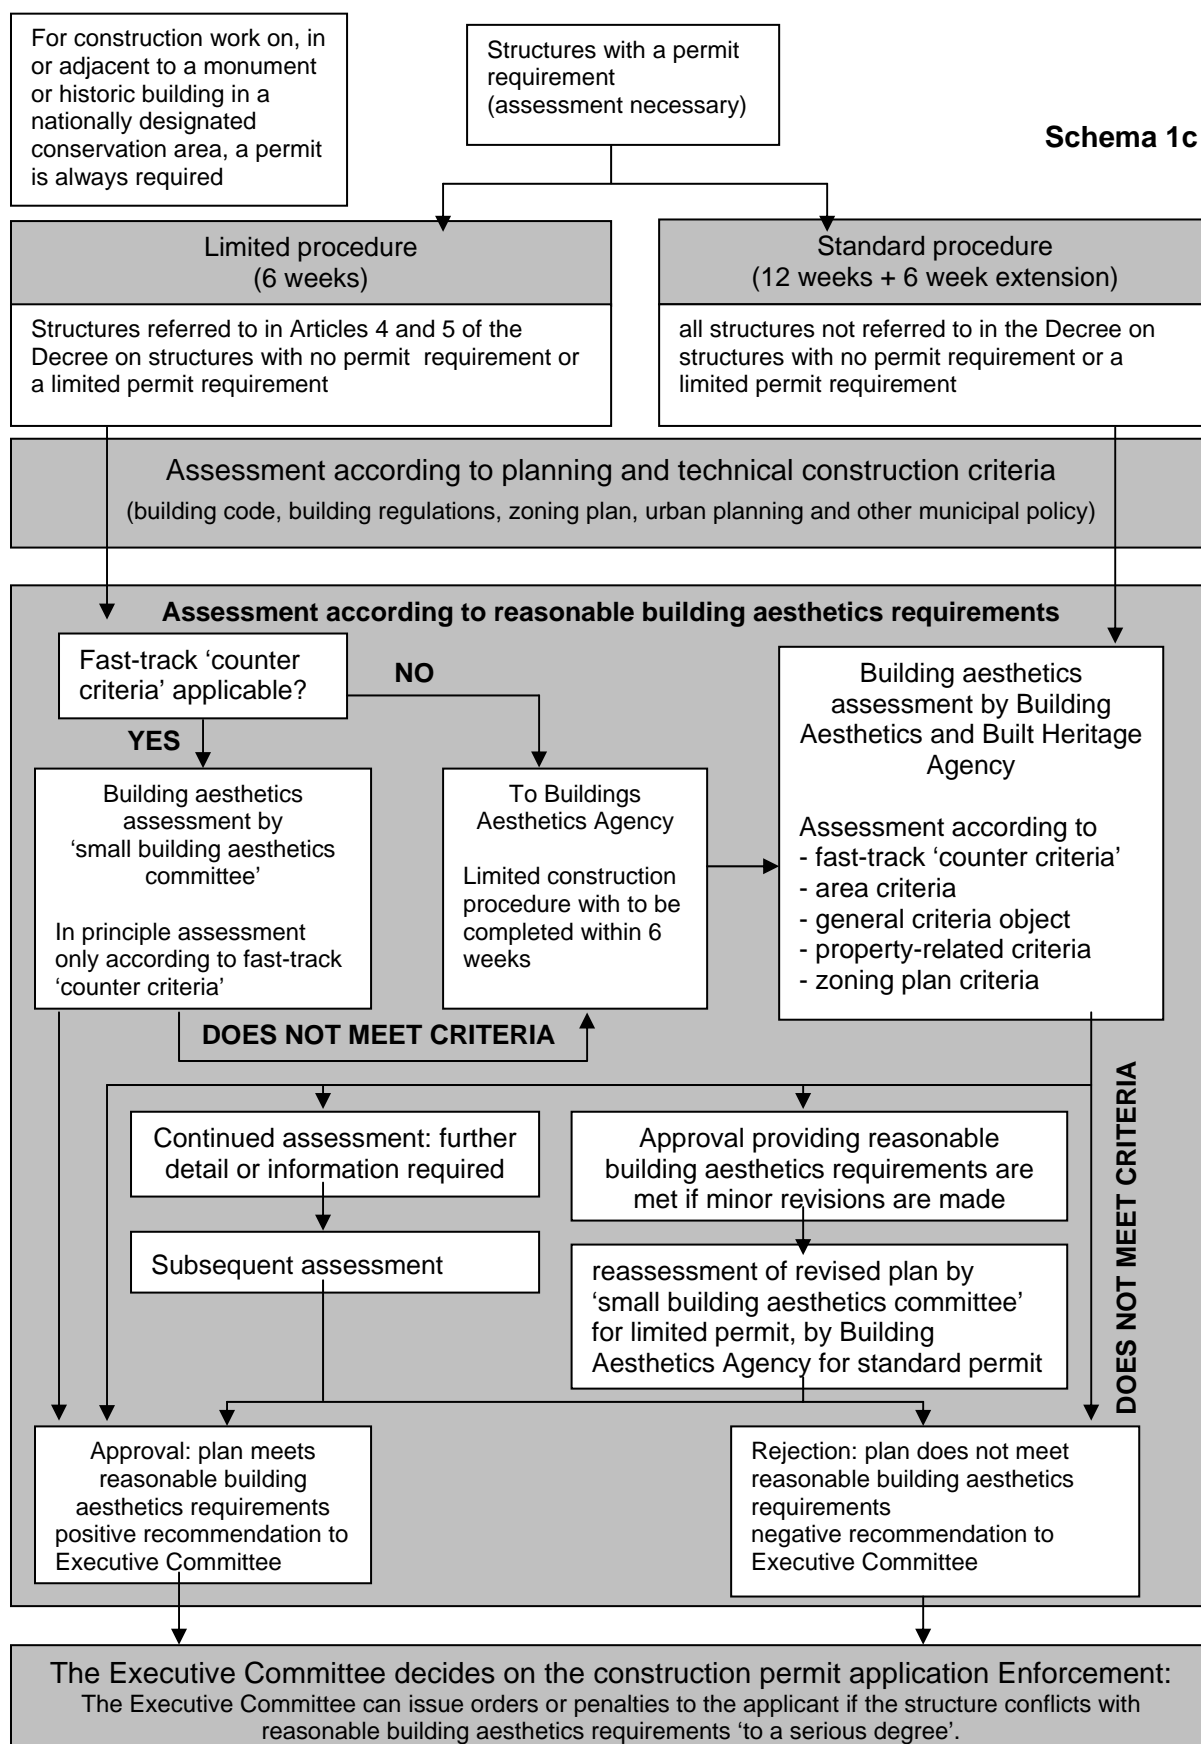 For construction work on, in
or adjacent to a monument
or historic building in a
nationally designated
conservation area, a permit
is always required
Structures with a permit
requirement
(assessment necessary)
Schema 1c
Limited procedure
(6 weeks)
Structures referred to in Articles 4 and 5 of the
Decree on structures with no permit requirement or
a limited permit requirement
Standard procedure
(12 weeks + 6 week extension)
all structures not referred to in the Decree on
structures with no permit requirement or a
limited permit requirement
Assessment according to planning and technical construction criteria
(building code, building regulations, zoning plan, urban planning and other municipal policy)
Assessment according to reasonable building aesthetics requirements
Fast-track ‘counter
criteria’ applicable?
NO
YES
Building aesthetics
assessment by
‘small building aesthetics
committee’
In principle assessment
only according to fast-track
‘counter criteria’
To Buildings
Aesthetics Agency
Limited construction
procedure with to be
completed within 6
weeks
Building aesthetics
assessment by Building
Aesthetics and Built Heritage
Agency
Assessment according to
- fast-track ‘counter criteria’
- area criteria
- general criteria object
- property-related criteria
- zoning plan criteria
DOES NOT MEET CRITERIA
DOES NOT MEET CRITERIA
Continued assessment: further
detail or information required
Subsequent assessment
Approval providing reasonable
building aesthetics requirements are
met if minor revisions are made
reassessment of revised plan by
‘small building aesthetics committee’
for limited permit, by Building
Aesthetics Agency for standard permit
Approval: plan meets
reasonable building
aesthetics requirements
positive recommendation to
Executive Committee
Rejection: plan does not meet
reasonable building aesthetics
requirements
negative recommendation to
Executive Committee
The Executive Committee decides on the construction permit application Enforcement:
The Executive Committee can issue orders or penalties to the applicant if the structure conflicts with
reasonable building aesthetics requirements ‘to a serious degree’.